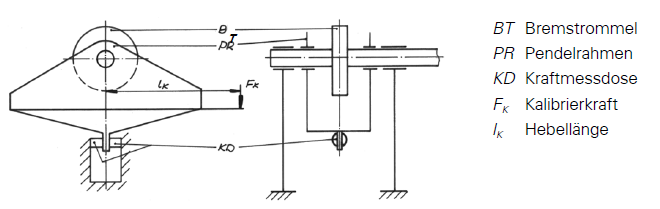 B
T
PR
F_K
l_K
KD
BT Bremstrommel
PR Pendelrahmen
KD Kraftmessdose
F_K Kalibrierkraft
l_K Hebellänge